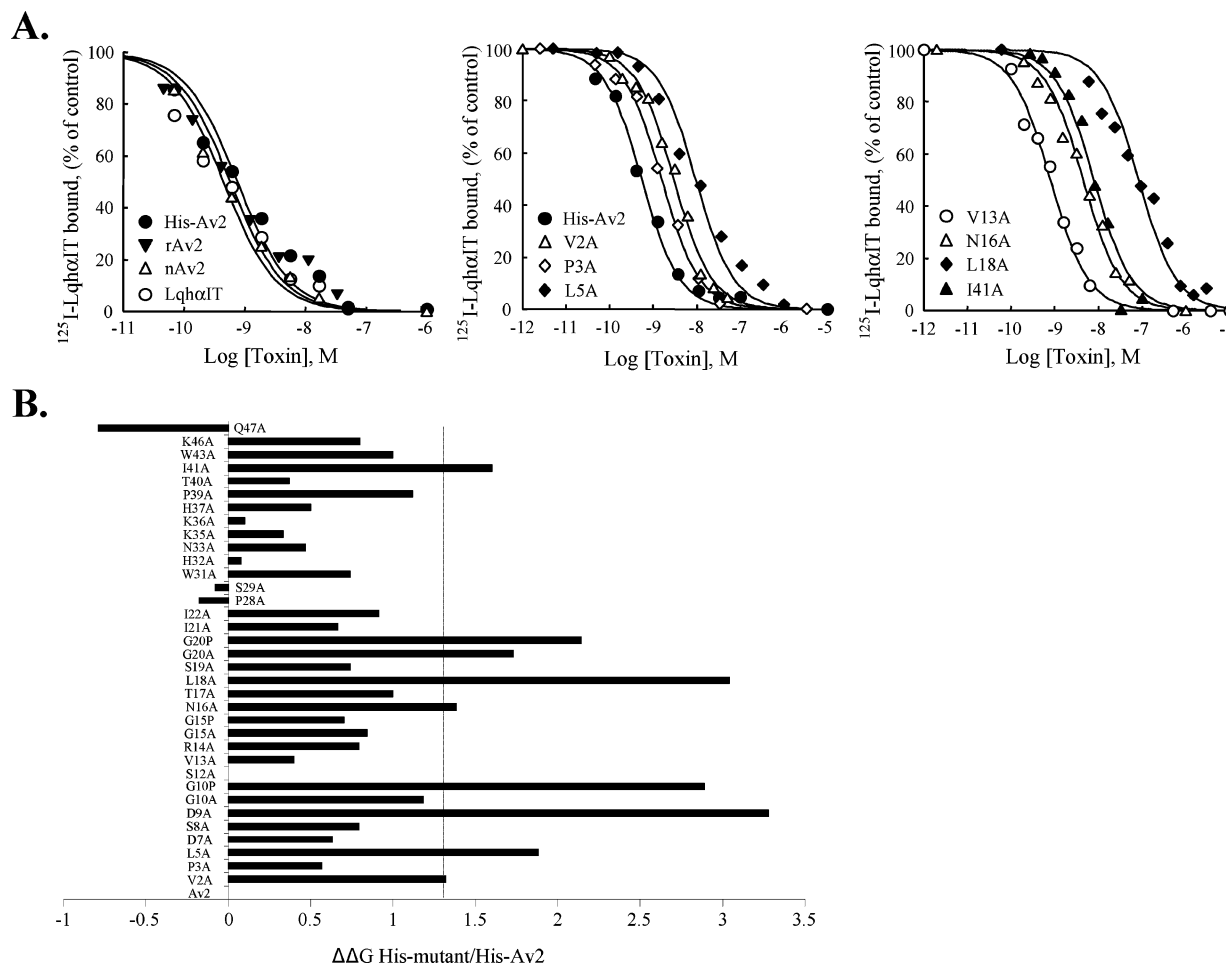 A.
¹²⁵I-LqhαIT bound, (% of control)
100
80
60
40
20
0
His-Av2
rAv2
nAv2
LqhαIT
-11
-10
-9
-8
-7
-6
Log [Toxin], M
¹²⁵I-LqhαIT bound, (% of control)
100
80
60
40
20
0
His-Av2
V2A
P3A
L5A
-12
-11
-10
-9
-8
-7
-6
-5
Log [Toxin], M
¹²⁵I-LqhαIT bound, (% of control)
100
80
60
40
20
0
V13A
N16A
L18A
I41A
-12
-11
-10
-9
-8
-7
-6
Log [Toxin], M
B.
Q47A
K46A
W43A
I41A
T40A
P39A
H37A
K36A
K35A
N33A
H32A
W31A
S29A
P28A
I22A
I21A
G20P
G20A
S19A
L18A
T17A
N16A
G15P
G15A
R14A
V13A
S12A
G10P
G10A
D9A
S8A
D7A
L5A
P3A
V2A
Av2
-1
-0.5
0
0.5
1
1.5
2
2.5
3
3.5
ΔΔG His-mutant/His-Av2